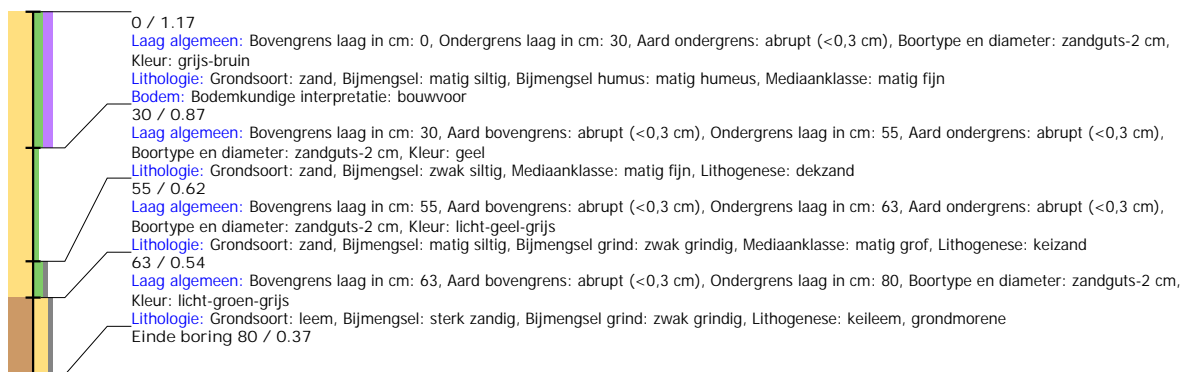 0 / 1.17
Laag algemeen: Bovengrens laag in cm: 0, Ondergrens laag in cm: 30, Aard ondergrens: abrupt (<0,3 cm), Boortype en diameter: zandguts-2 cm,
Kleur: grijs-bruin
Lithologie: Grondsoort: zand, Bijmengsel: matig siltig, Bijmengsel humus: matig humeus, Mediaanklasse: matig fijn
Bodem: Bodemkundige interpretatie: bouwvoor
30 / 0.87
Laag algemeen: Bovengrens laag in cm: 30, Aard bovengrens: abrupt (<0,3 cm), Ondergrens laag in cm: 55, Aard ondergrens: abrupt (<0,3 cm),
Boortype en diameter: zandguts-2 cm, Kleur: geel
Lithologie: Grondsoort: zand, Bijmengsel: zwak siltig, Mediaanklasse: matig fijn, Lithogenese: dekzand
55 / 0.62
Laag algemeen: Bovengrens laag in cm: 55, Aard bovengrens: abrupt (<0,3 cm), Ondergrens laag in cm: 63, Aard ondergrens: abrupt (<0,3 cm),
Boortype en diameter: zandguts-2 cm, Kleur: licht-geel-grijs
Lithologie: Grondsoort: zand, Bijmengsel: matig siltig, Bijmengsel grind: zwak grindig, Mediaanklasse: matig grof, Lithogenese: keizand
63 / 0.54
Laag algemeen: Bovengrens laag in cm: 63, Aard bovengrens: abrupt (<0,3 cm), Ondergrens laag in cm: 80, Boortype en diameter: zandguts-2 cm,
Kleur: licht-groen-grijs
Lithologie: Grondsoort: leem, Bijmengsel: sterk zandig, Bijmengsel grind: zwak grindig, Lithogenese: keileem, grondmorene
Einde boring 80 / 0.37